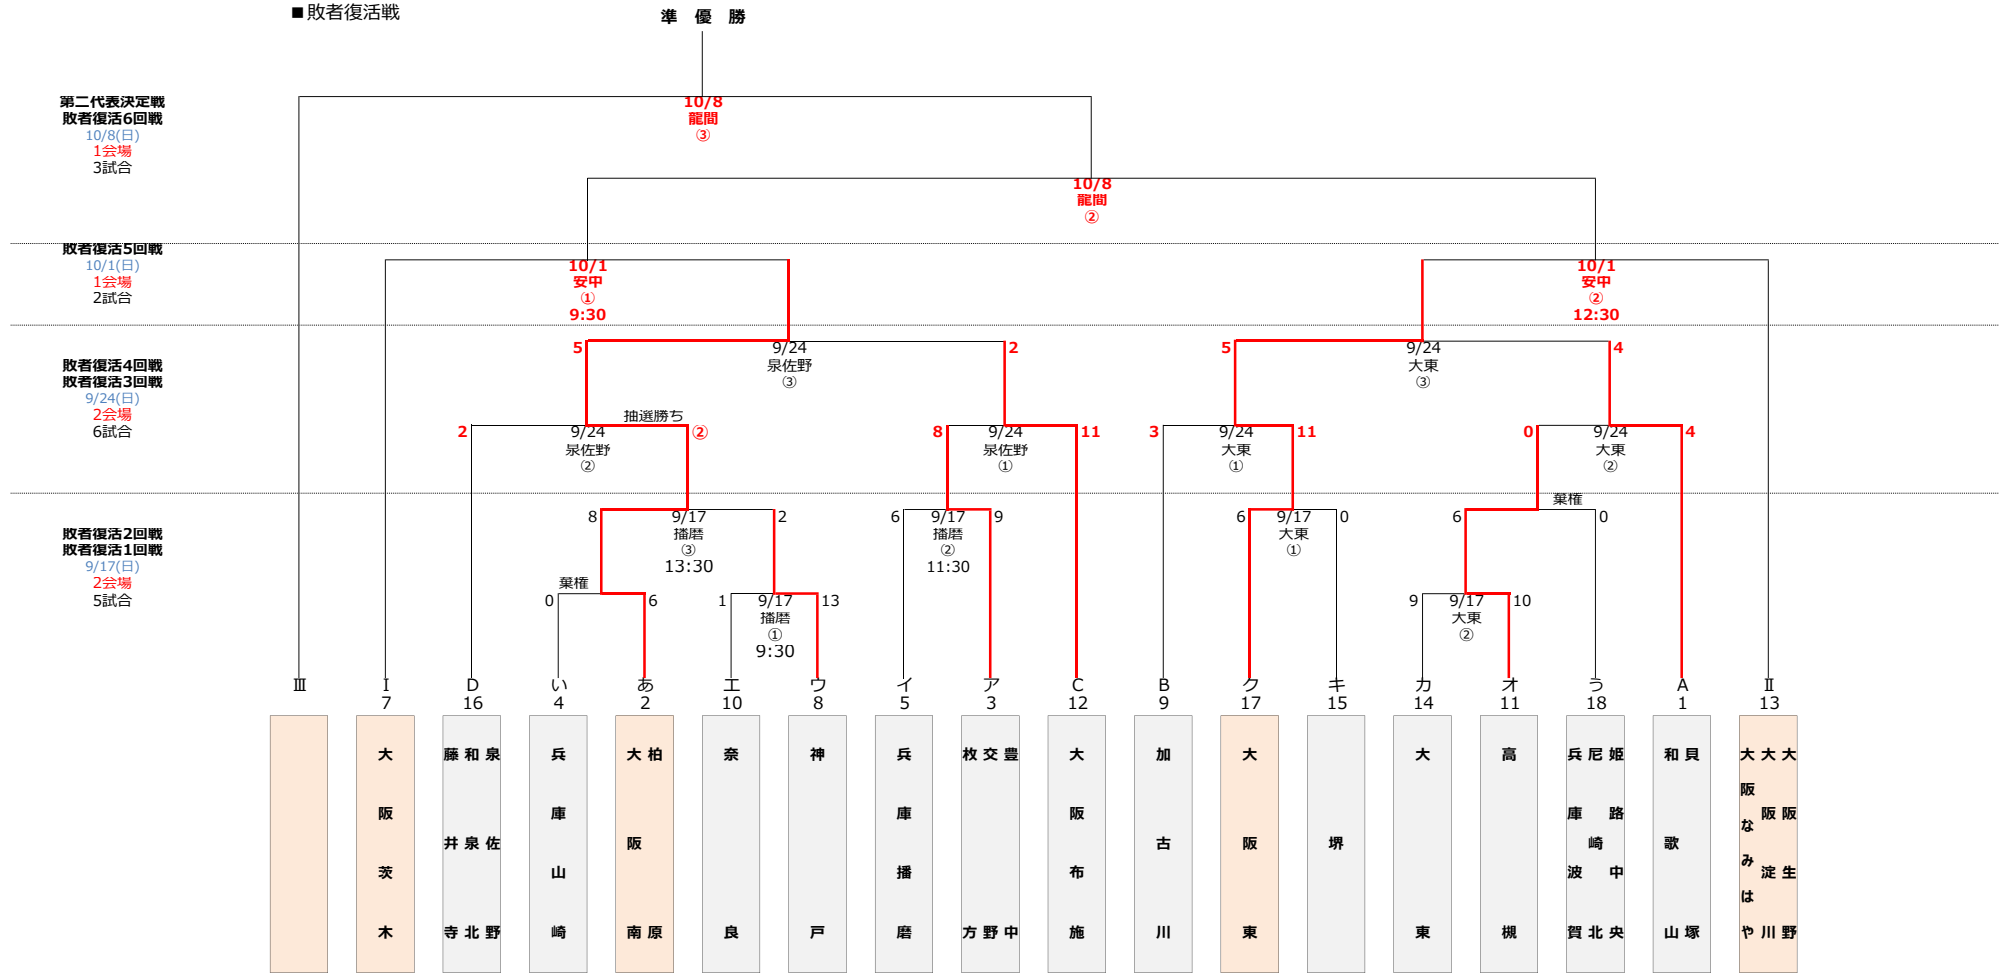 ■敗者復活戦
準 優 勝
第二代表決定戦
敗者復活6回戦
10/8(日)
1会場
3試合
10/8
龍間
③
10/8
龍間
②
敗者復活5回戦
10/1(日)
1会場
2試合
10/1
安中
①
9:30
10/1
安中
②
12:30
敗者復活4回戦
敗者復活3回戦
9/24(日)
2会場
6試合
5
9/24
泉佐野
③
2
5
9/24
大東
③
4
2
9/24
泉佐野
②
抽選勝ち
②
8
9/24
泉佐野
①
11
3
9/24
大東
①
11
0
9/24
大東
②
4
敗者復活2回戦
敗者復活1回戦
9/17(日)
2会場
5試合
8
9/17
播磨
③
13:30
2
6
9/17
播磨
②
11:30
9
6
9/17
大東
①
0
6
棄権
0
棄権
0
6
1
9/17
播磨
①
9:30
13
9
9/17
大東
②
10
Ⅲ
Ⅰ
7
大阪茨木
D
16
藤井寺
和泉北
泉佐野
い
4
兵庫山崎
あ
2
大阪南
柏原
エ
10
奈良
ウ
8
神戸
イ
5
兵庫播磨
ア
3
枚方
交野
豊中
C
12
大阪布施
B
9
加古川
ク
17
大阪東
キ
15
堺
カ
14
大東
オ
11
高槻
う
18
兵庫波賀
尼崎北
姫路中央
A
1
和歌山
貝塚
Ⅱ
13
大阪なみはや
大阪淀川
大阪生野